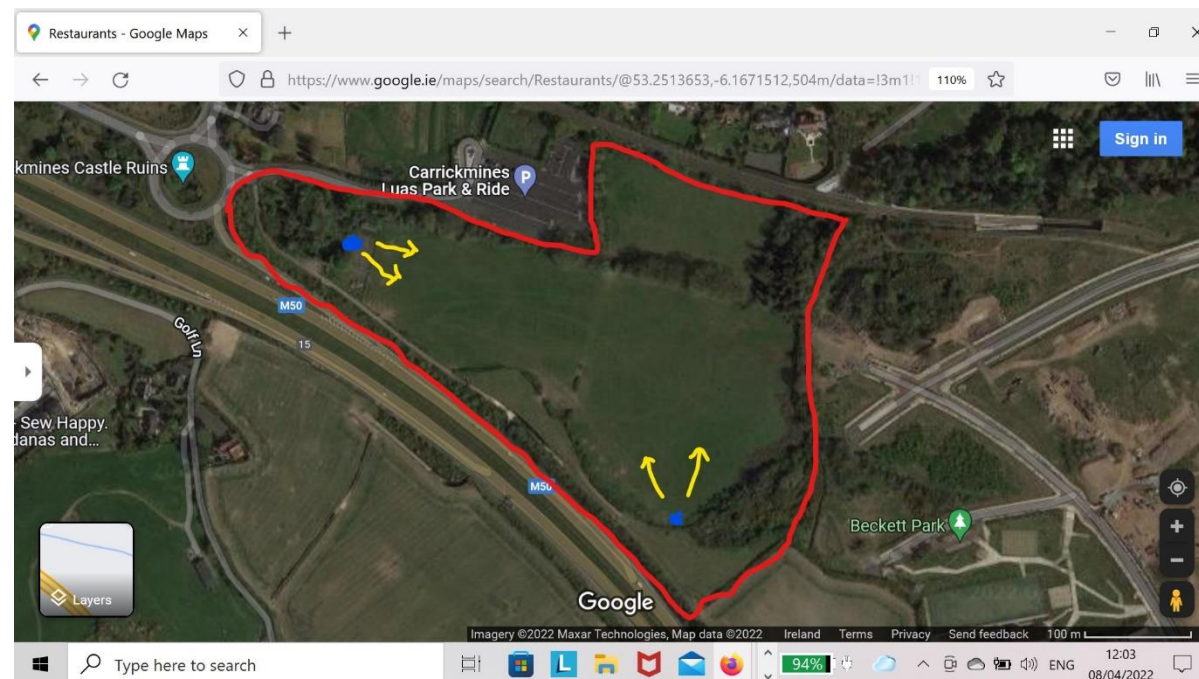 Restaurants - Google Maps
https://www.google.ie/maps/search/Restaurants/@53.2513653,-6.1671512,504m/data=!3m1!1
110%
kmines Castle Ruins
Carrickmines
Luas Park & Ride
P
Sign in
M50
15
Golf Ln
- Sew Happy.
danas and...
M50
Beckett Park
Layers
Google
Imagery ©2022 Maxar Technologies, Map data ©2022 Ireland Terms Privacy Send feedback 100 m
Type here to search
L
94%
ENG
12:03
08/04/2022